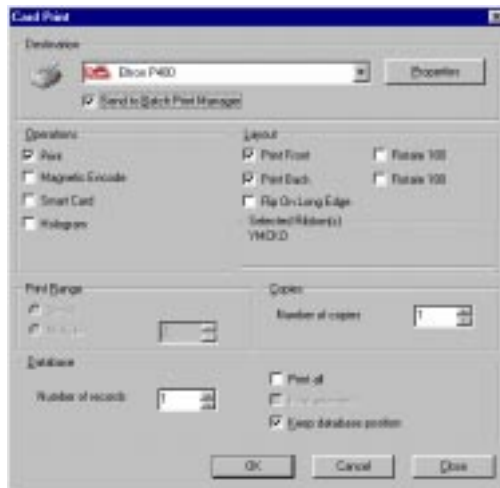 Card Print
Destination
Eltron P400
Properties
Send to Batch Print Manager
Operations
Print
Magnetic Encode
Smart Card
Hologram
Layout
Print Front
Rotate 180
Print Back
Rotate 180
Flip On Long Edge
Selected Ribbon(s)
YMCKO
Print Range
Copies
Number of copies
1
Database
Number of records
1
Print all
Keep database position
OK
Cancel
Close